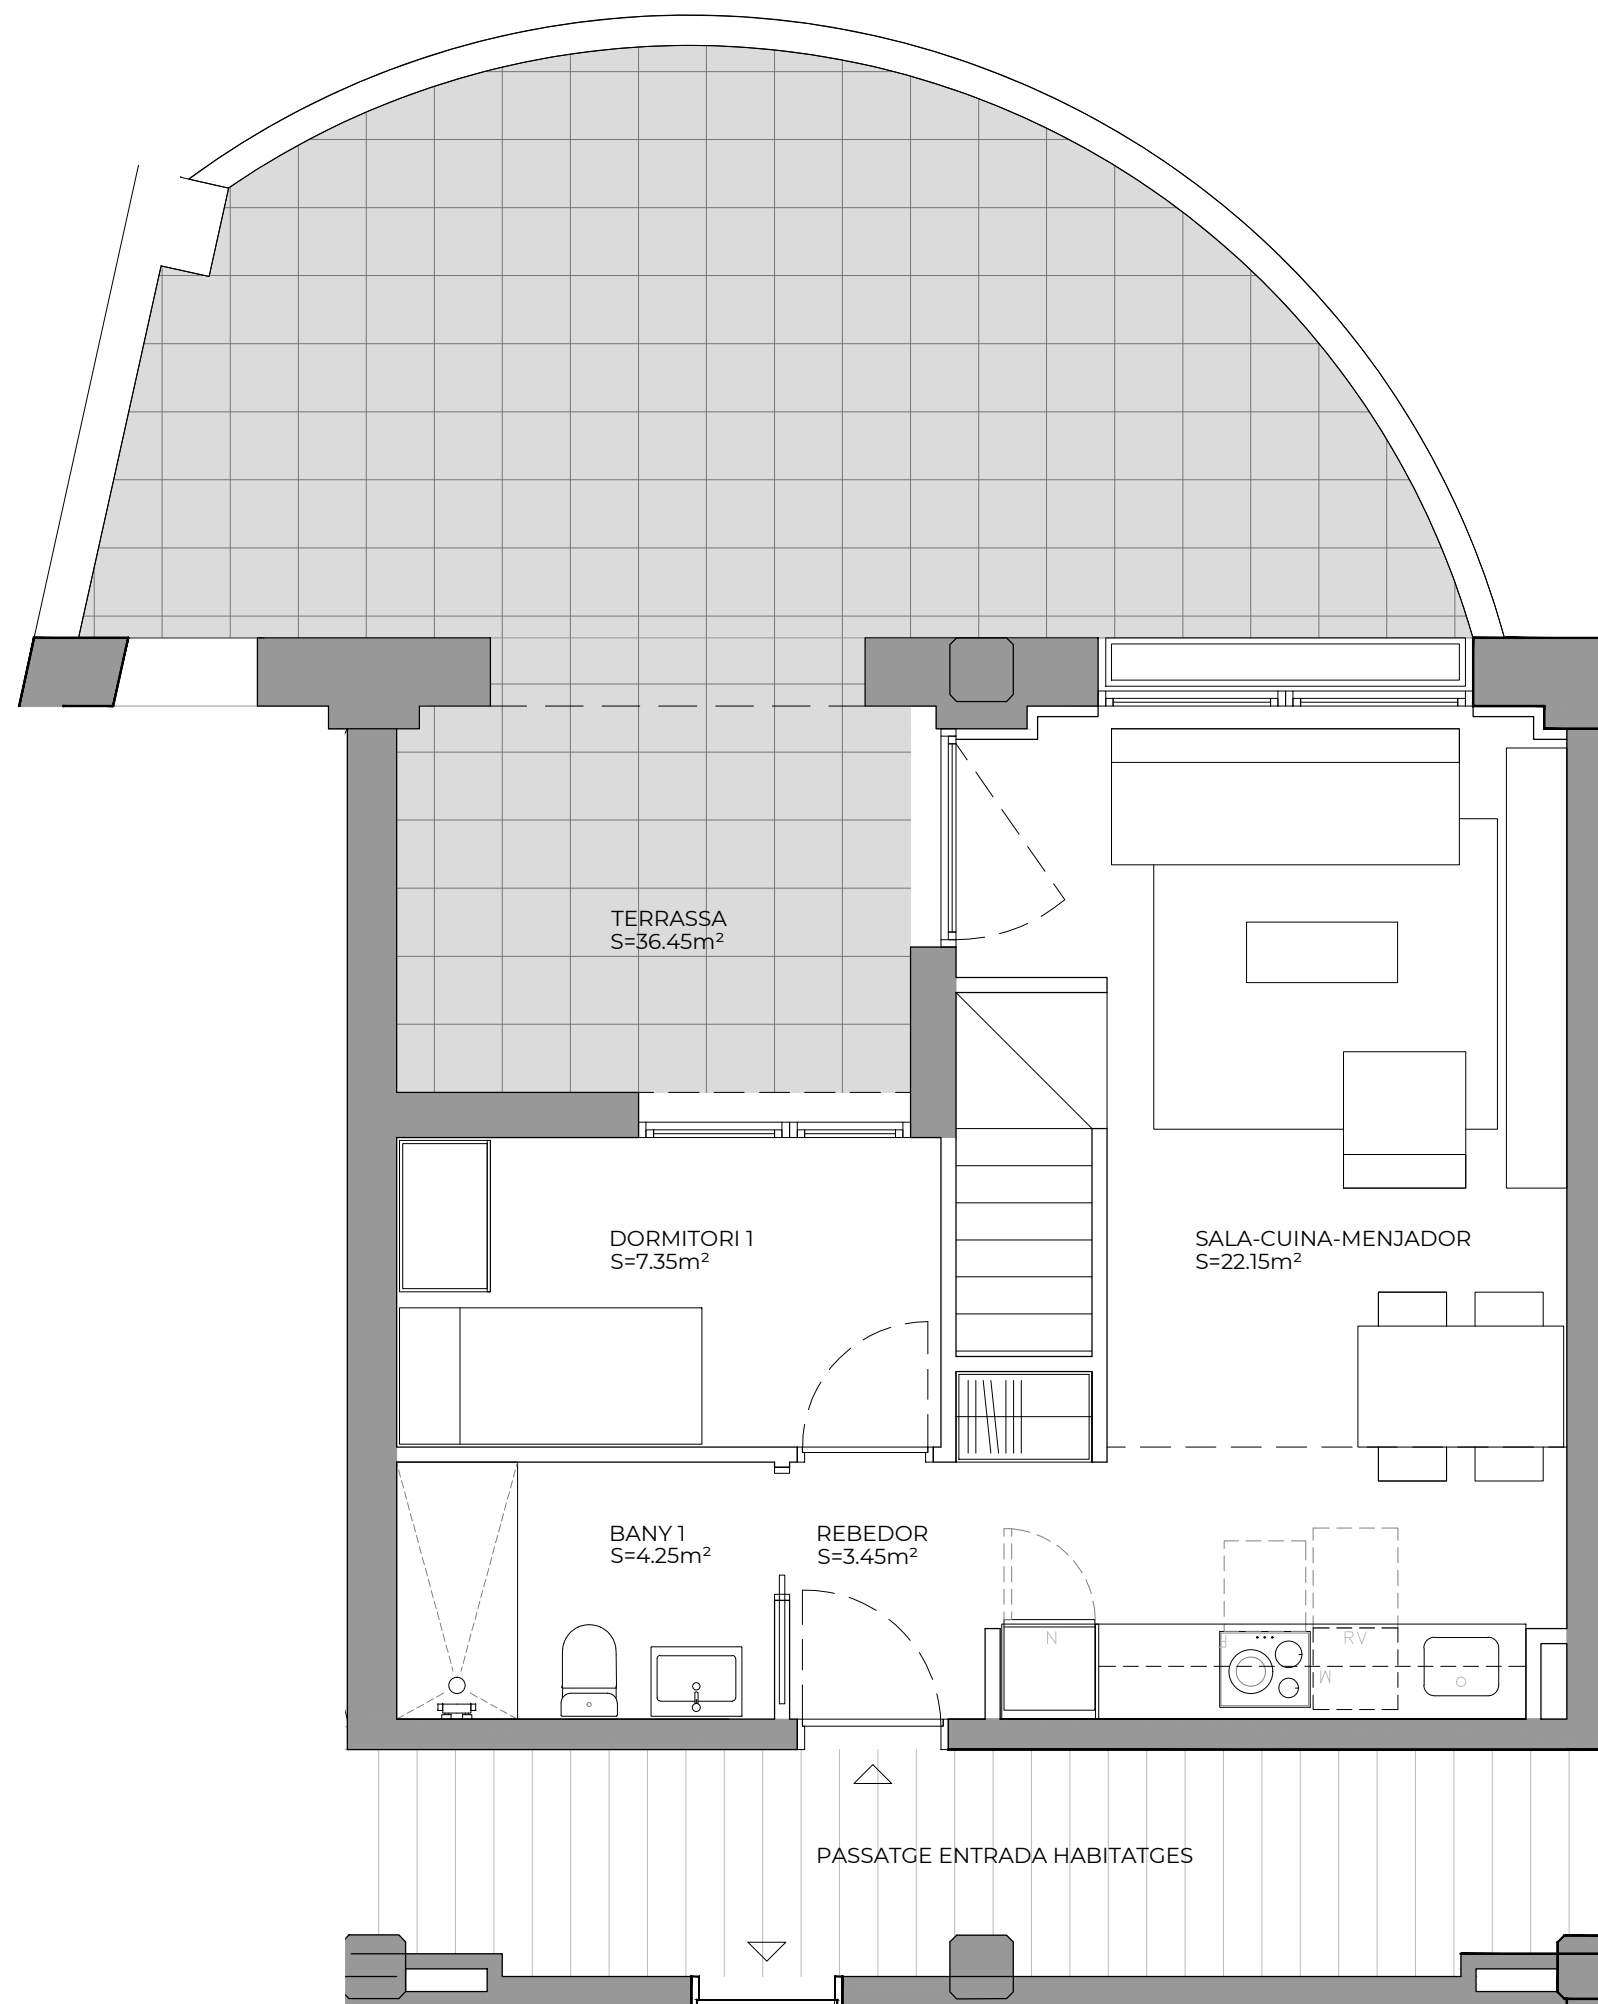 TERRASSA
S=36.45m²
DORMITORI 1
S=7.35m²
SALA-CUINA-MENJADOR
S=22.15m²
BANY 1
S=4.25m²
REBEDOR
S=3.45m²
N
F
RV
M
PASSATGE ENTRADA HABITATGES